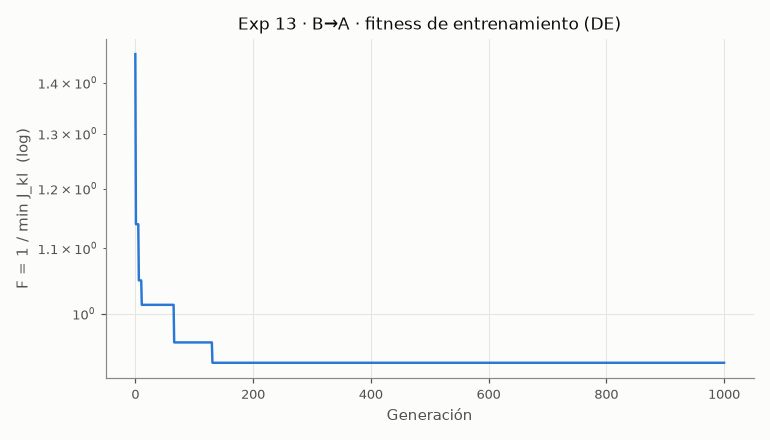 Exp 13 · B→A · fitness de entrenamiento (DE)
F = 1 / min J_kl  (log)
1.4 × 10⁰
1.3 × 10⁰
1.2 × 10⁰
1.1 × 10⁰
10⁰
0 200 400 600 800 1000
Generación